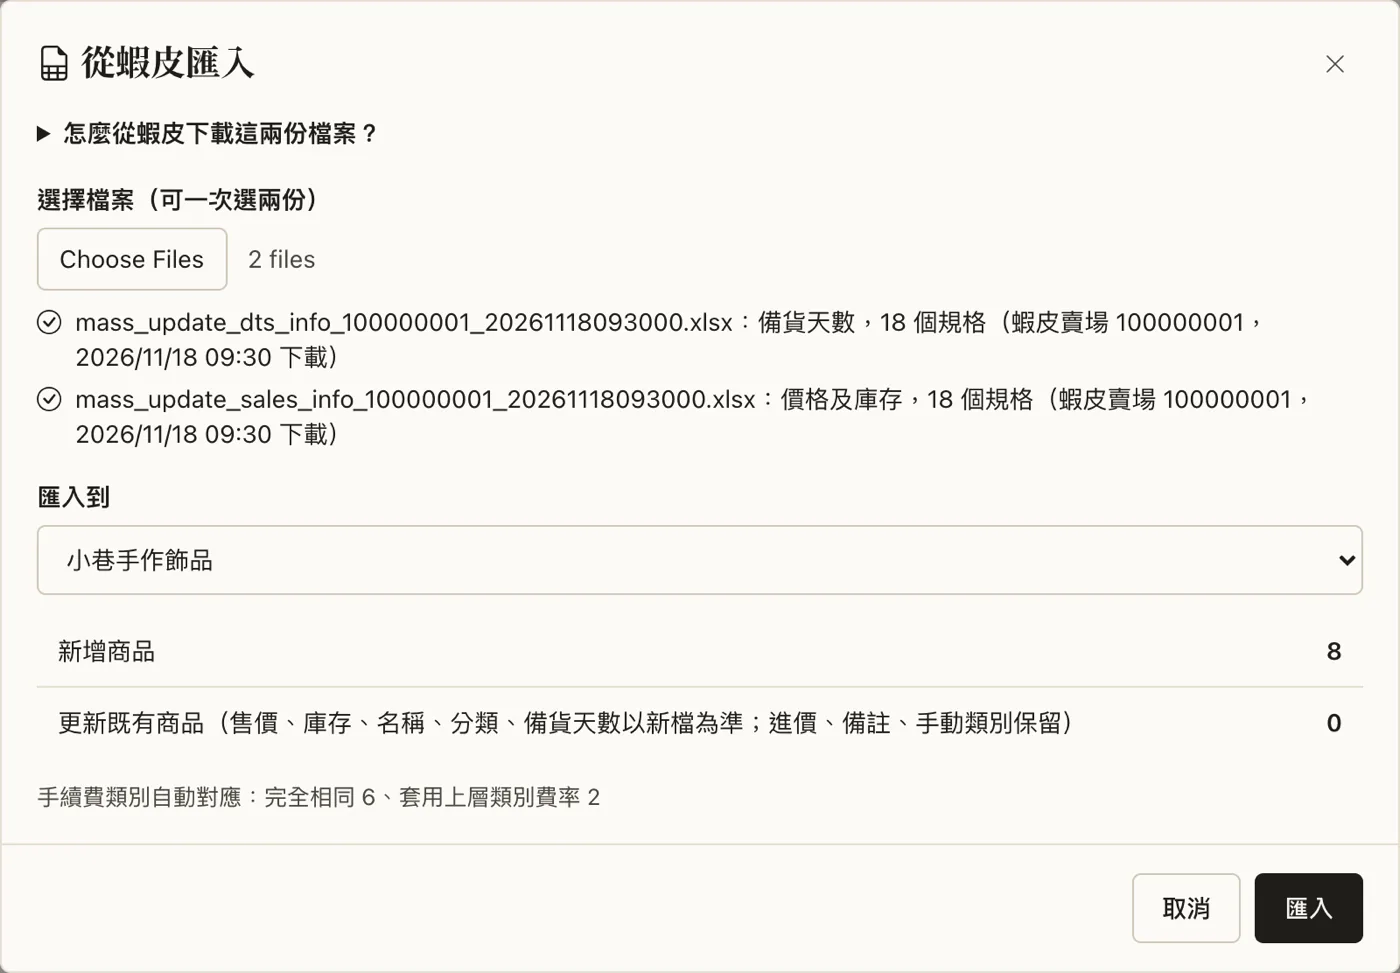 從蝦皮匯入
怎麼從蝦皮下載這兩份檔案？
選擇檔案（可一次選兩份）
Choose Files
2 files
mass_update_dts_info_100000001_20261118093000.xlsx：備貨天數，18 個規格（蝦皮賣場 100000001，
2026/11/18 09:30 下載）
mass_update_sales_info_100000001_20261118093000.xlsx：價格及庫存，18 個規格（蝦皮賣場 100000001，
2026/11/18 09:30 下載）
匯入到
小巷手作飾品
新增商品 8
更新既有商品（售價、庫存、名稱、分類、備貨天數以新檔為準；進價、備註、手動類別保留） 0
手續費類別自動對應：完全相同 6、套用上層類別費率 2
取消
匯入